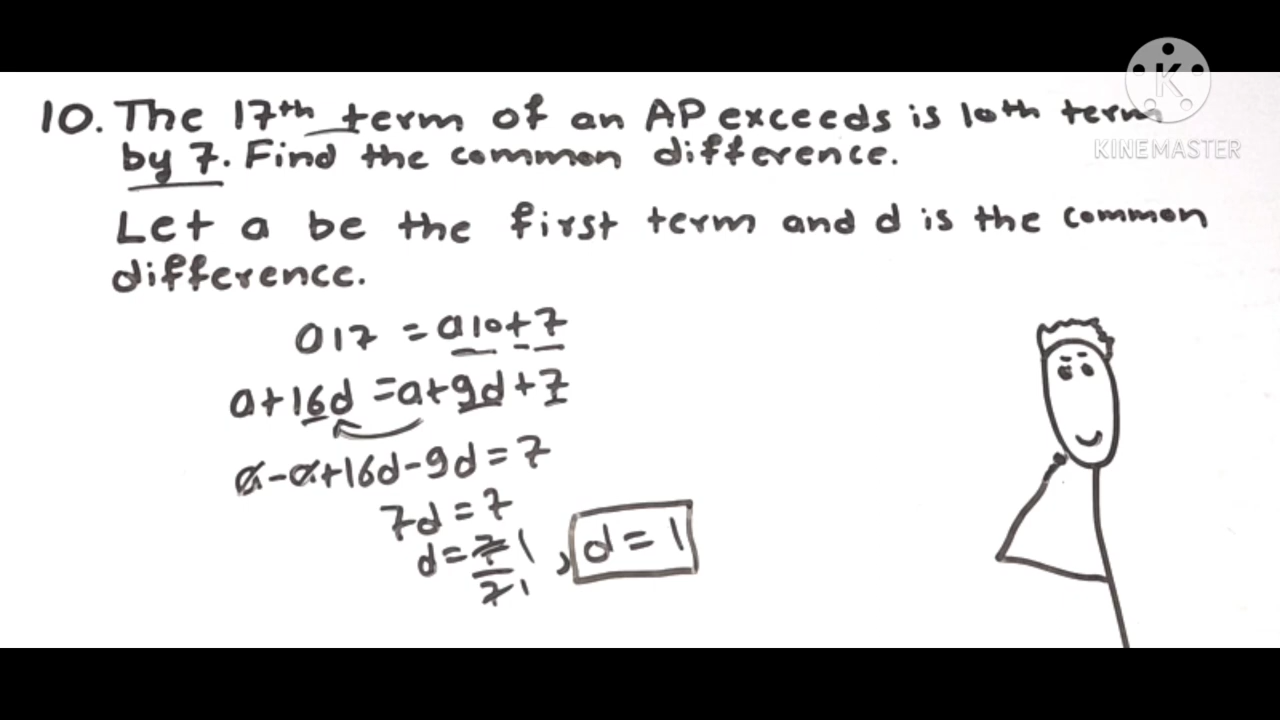 10. The 17th term of an AP exceeds is 10th term
by 7. Find the common difference.
Let a be the first term and d is the common
difference.
a17 = a10+7
a+16d = a+9d+7
a-a+16d-9d=7
7d=7
d=7/7 1 1, d=1
K
KINEMASTER